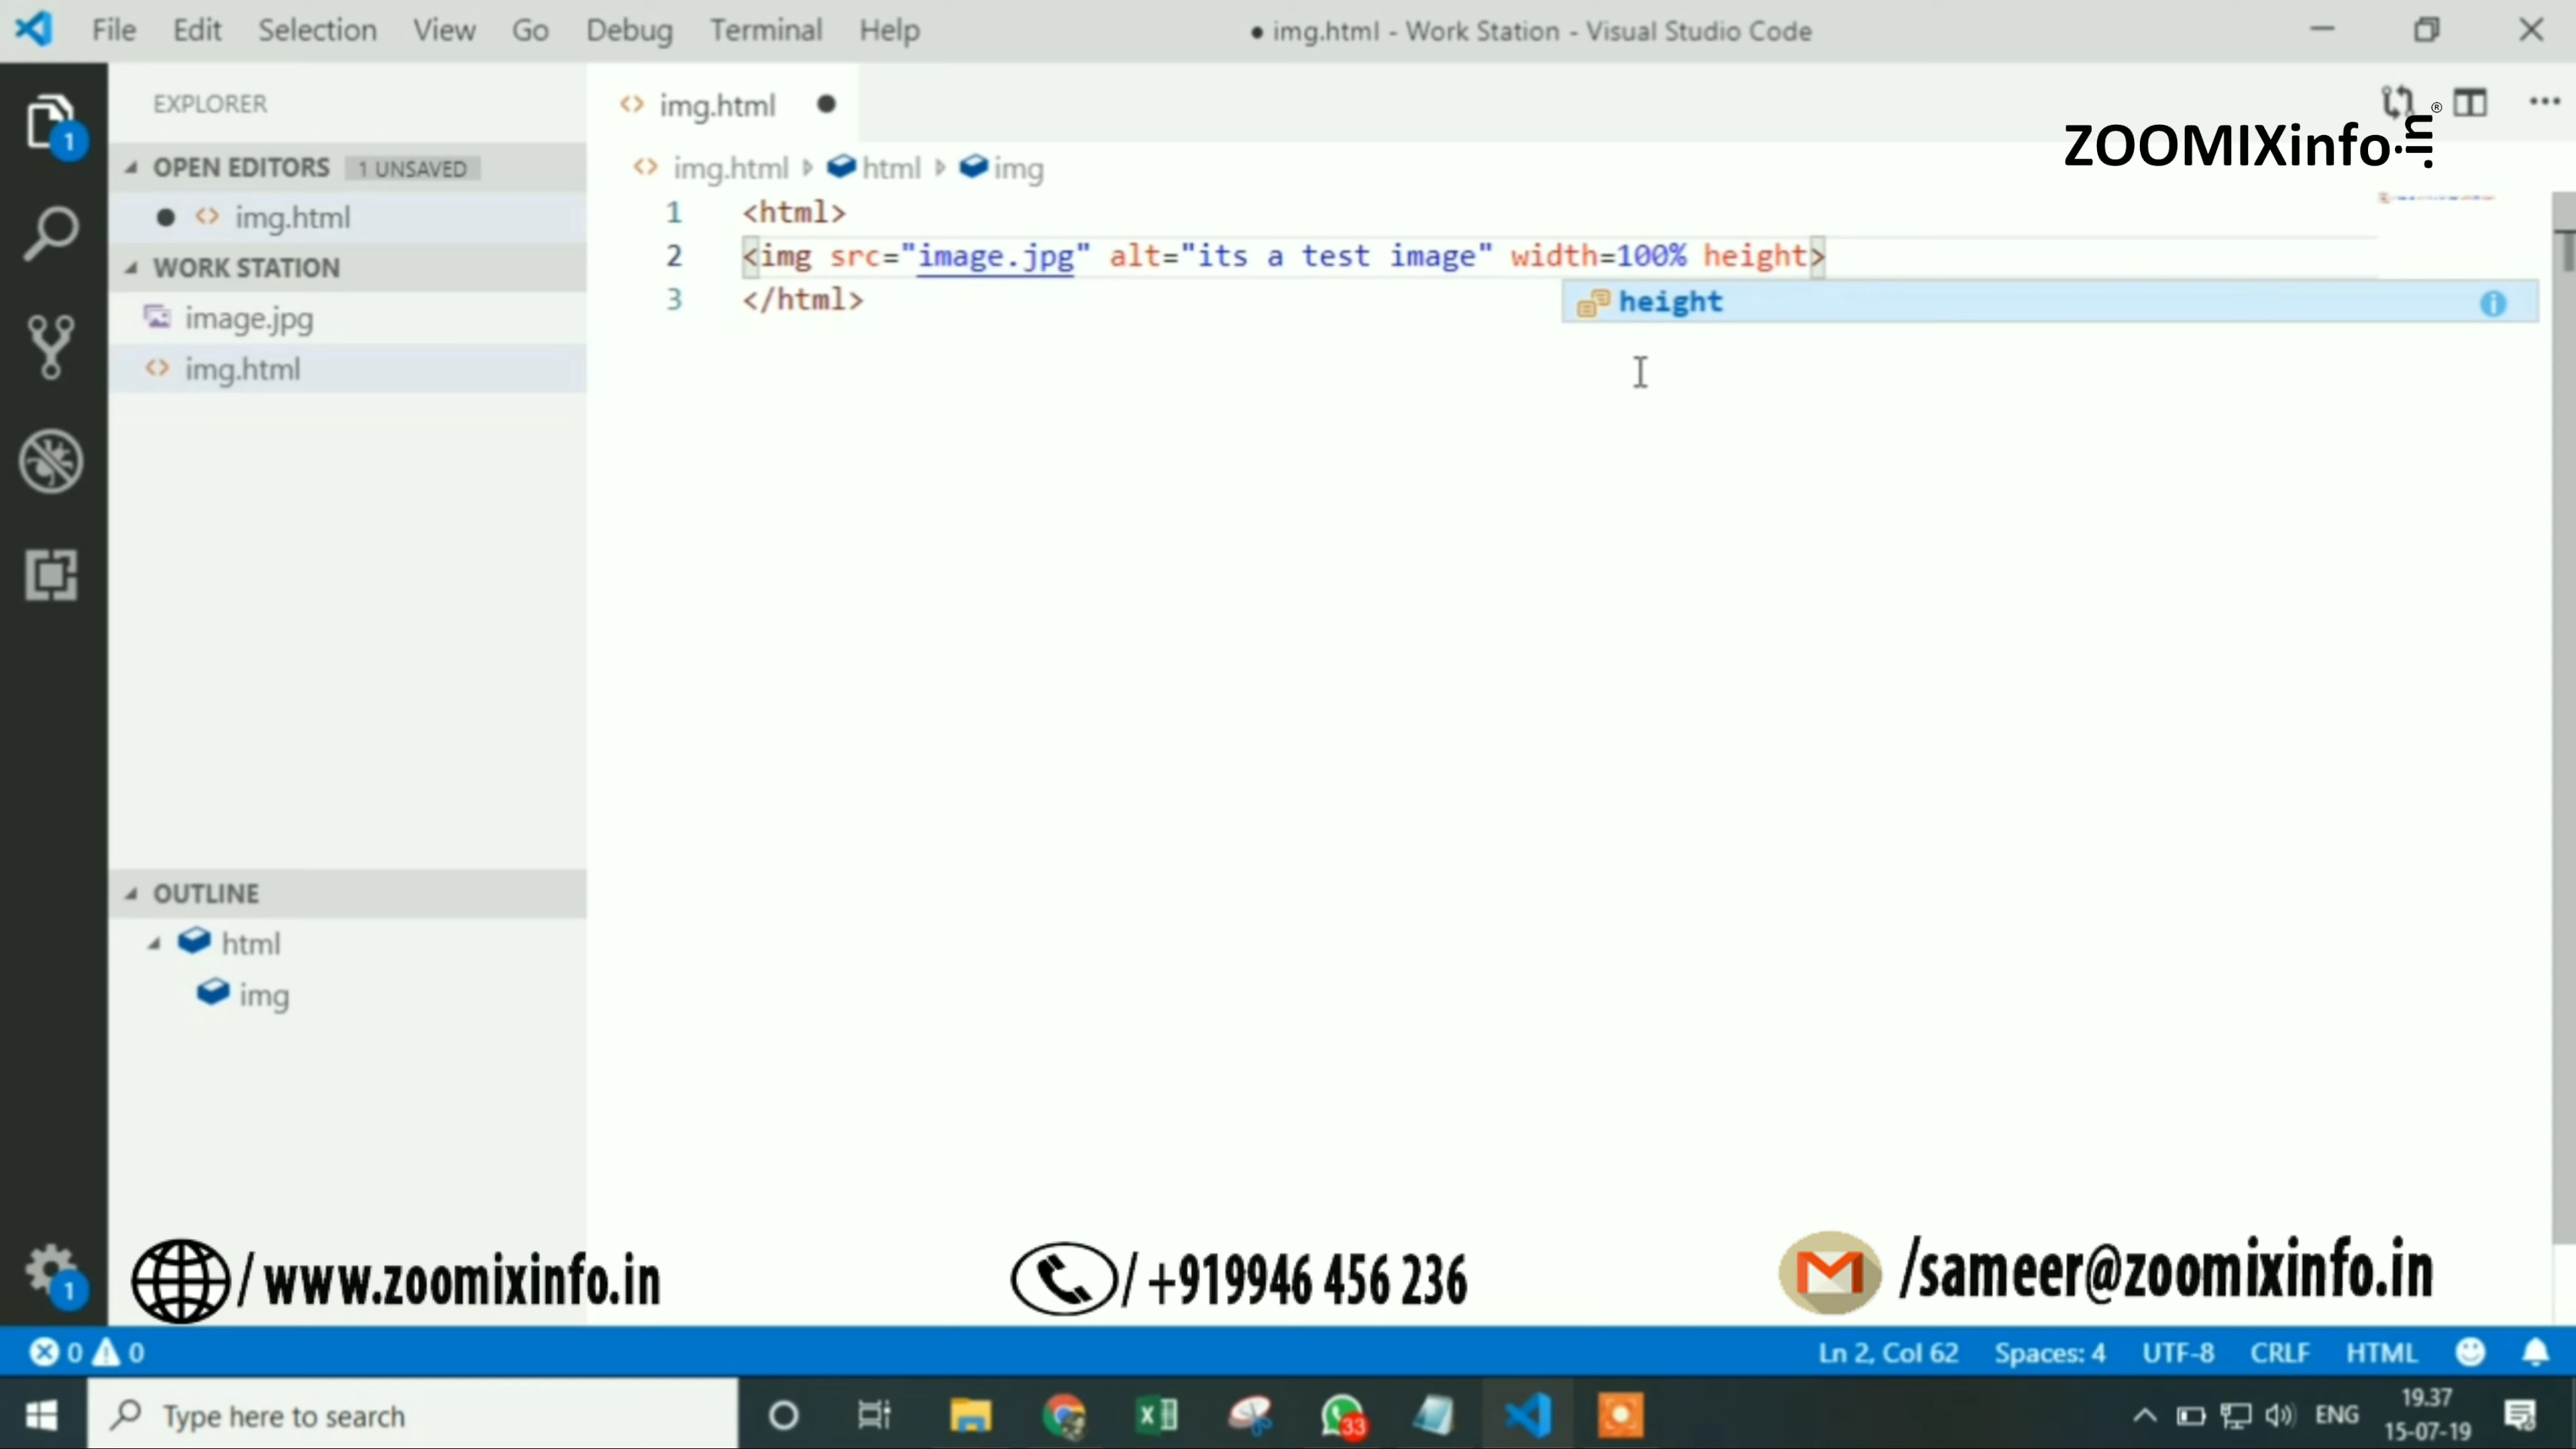 File Edit Selection View Go Debug Terminal Help
● img.html - Work Station - Visual Studio Code
EXPLORER
img.html
ZOOMIXinfo.in®
OPEN EDITORS 1 UNSAVED
img.html > html > img
img.html
WORK STATION
image.jpg
img.html
1 <html>
2 <img src="image.jpg" alt="its a test image" width=100% height>
3 </html>
height
1
OUTLINE
html
img
1
/ www.zoomixinfo.in
/ +919946 456 236
/sameer@zoomixinfo.in
0 0
Ln 2, Col 62 Spaces: 4 UTF-8 CRLF HTML
Type here to search
33
ENG
19.37
15-07-19